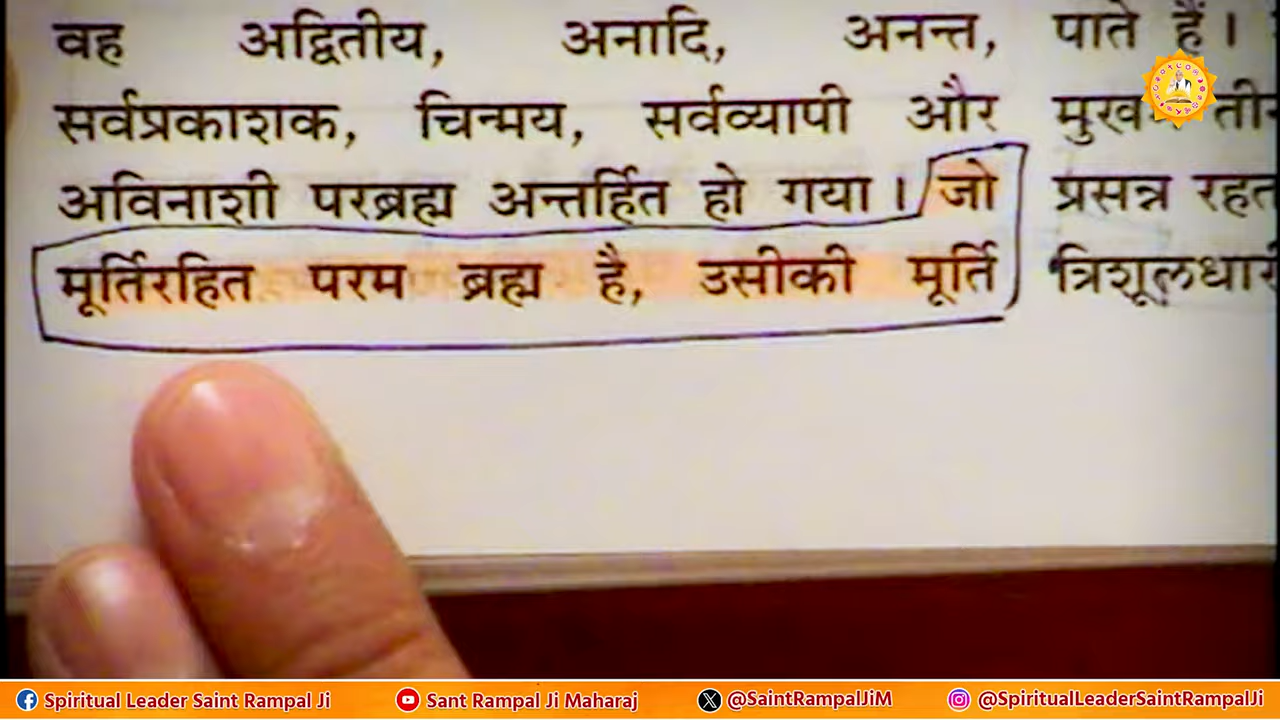 वह अद्वितीय, अनादि, अनन्त,
सर्वप्रकाशक, चिन्मय, सर्वव्यापी और
अविनाशी परब्रह्म अन्तर्हित हो गया। जो
मूर्तिरहित परम ब्रह्म है, उसीकी मूर्ति
पाते हैं।
प्रसन्न
Spiritual Leader Saint Rampal Ji
Sant Rampal Ji Maharaj
@SaintRampalJiM
@SpiritualLeaderSaintRampalJi